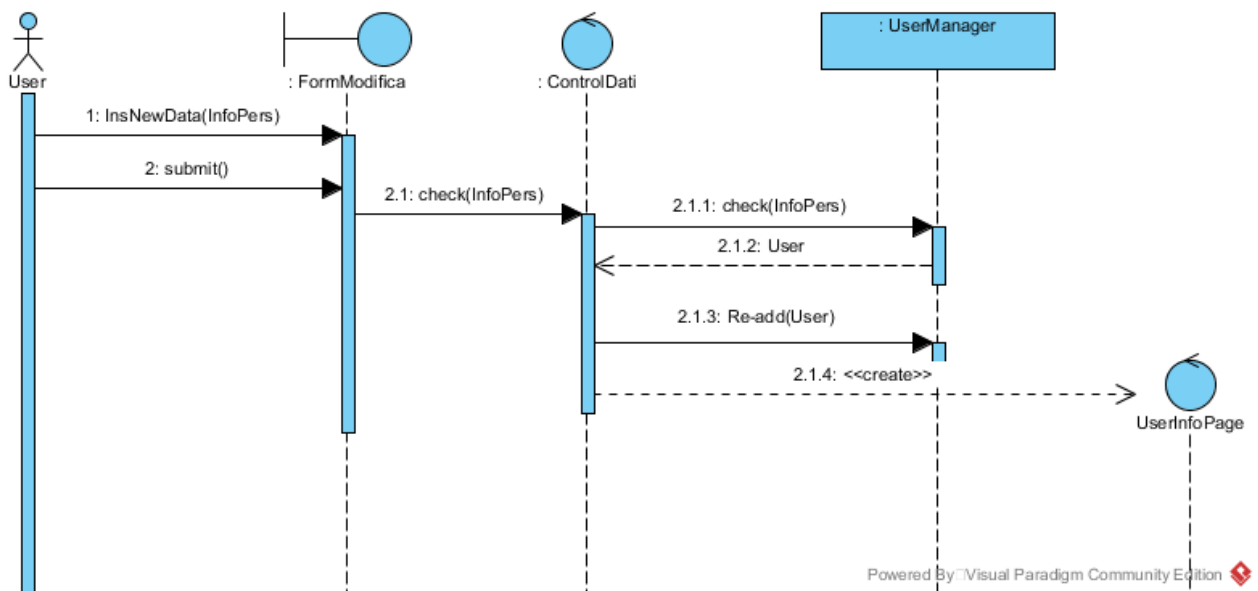 : UserManager
User
: FormModifica
: ControlDati
1: InsNewData(InfoPers)
2: submit()
2.1: check(InfoPers)
2.1.1: check(InfoPers)
2.1.2: User
2.1.3: Re-add(User)
2.1.4: <<create>>
UserInfoPage
Powered By Visual Paradigm Community Edition